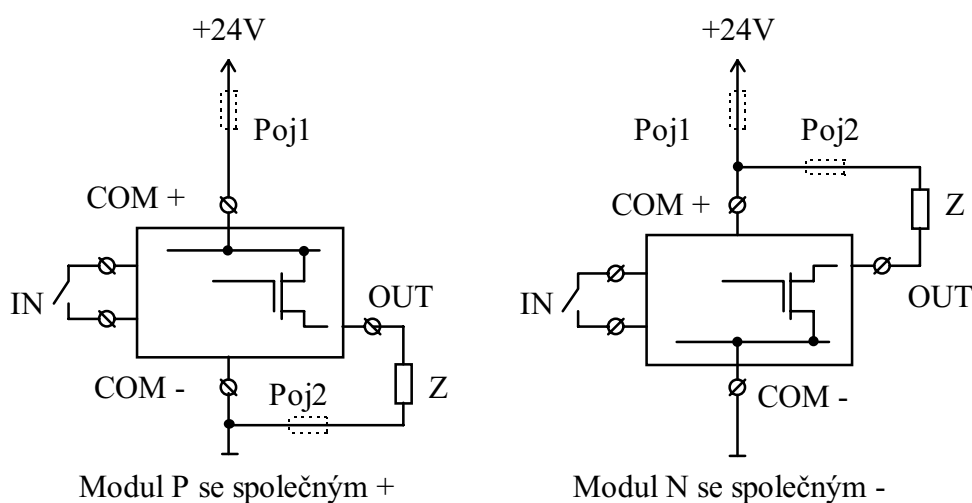 +24V
Poj1
COM +
IN
OUT
COM -
Poj2
Z
Modul P se společným +
+24V
Poj1
Poj2
COM +
Z
IN
OUT
COM -
Modul N se společným -